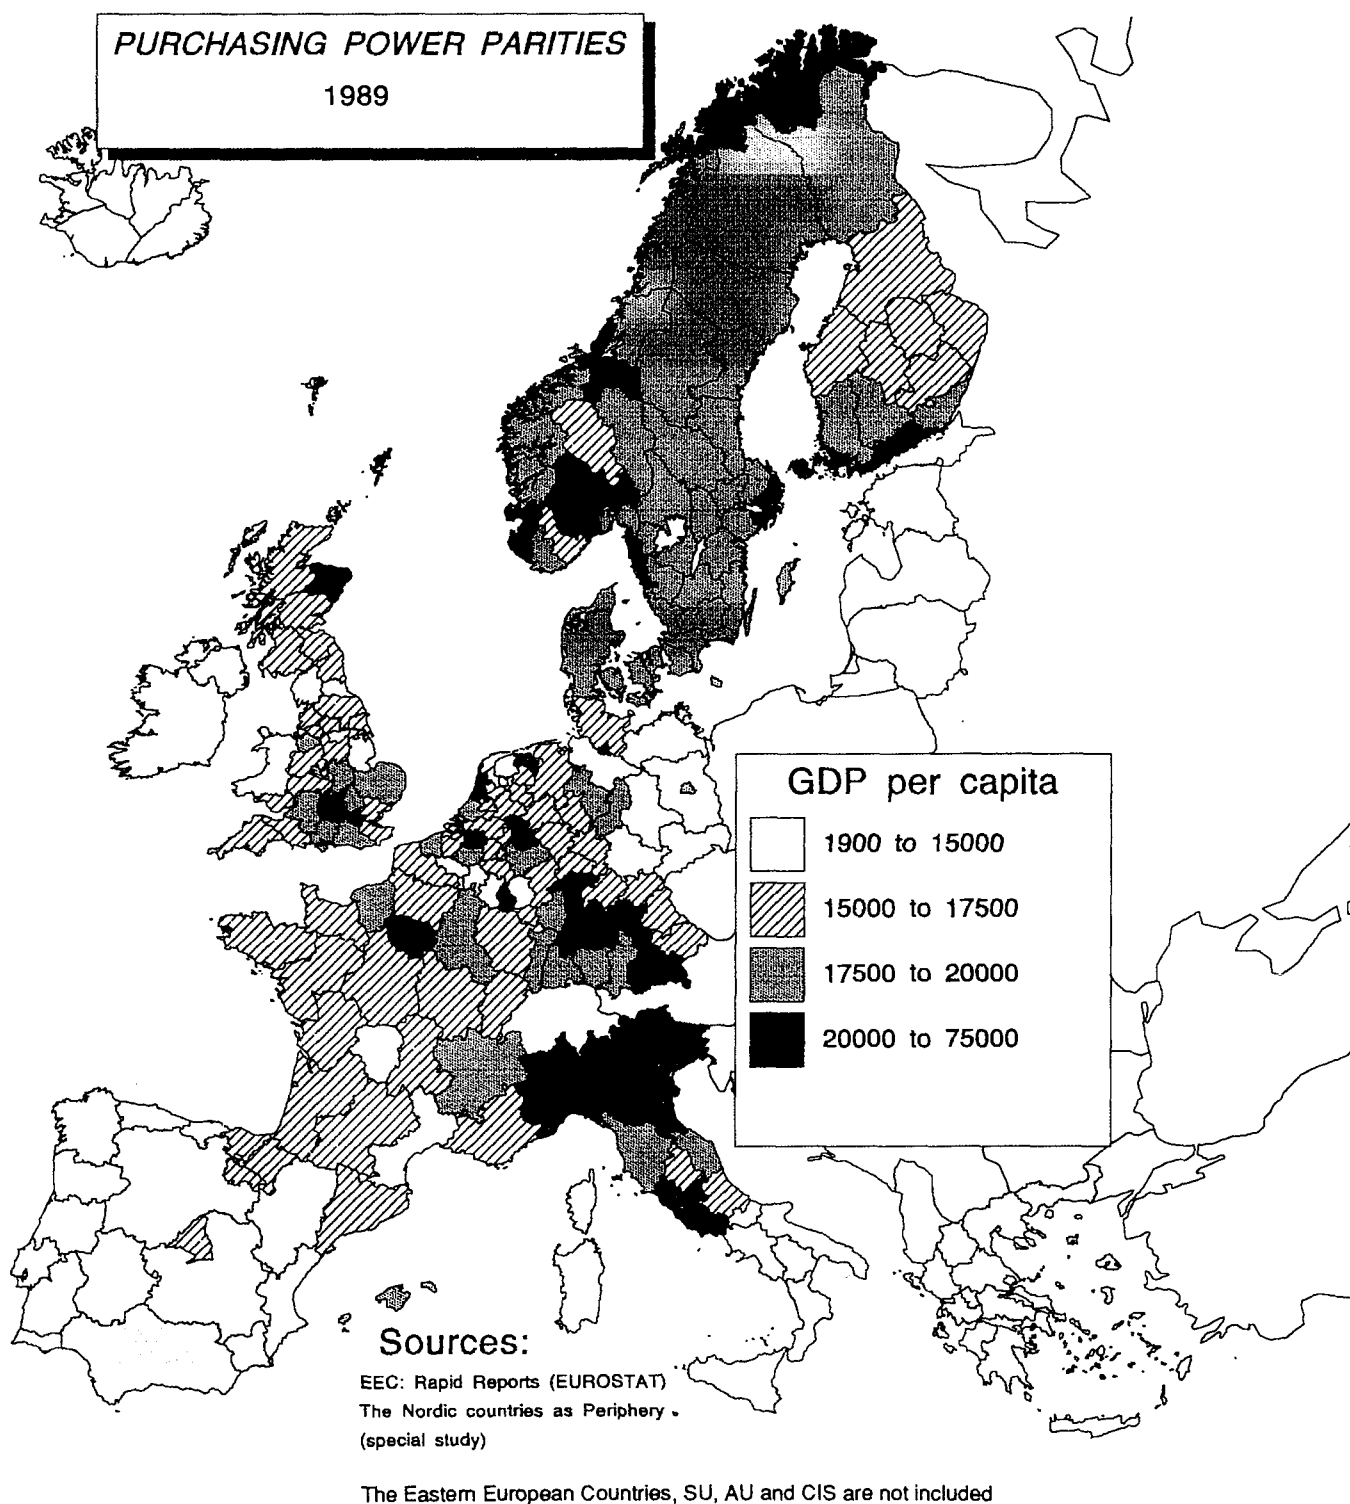 PURCHASING POWER PARITIES
1989
GDP per capita
1900 to 15000
15000 to 17500
17500 to 20000
20000 to 75000
Sources:
EEC: Rapid Reports (EUROSTAT)
The Nordic countries as Periphery.
(special study)
The Eastern European Countries, SU, AU and CIS are not included